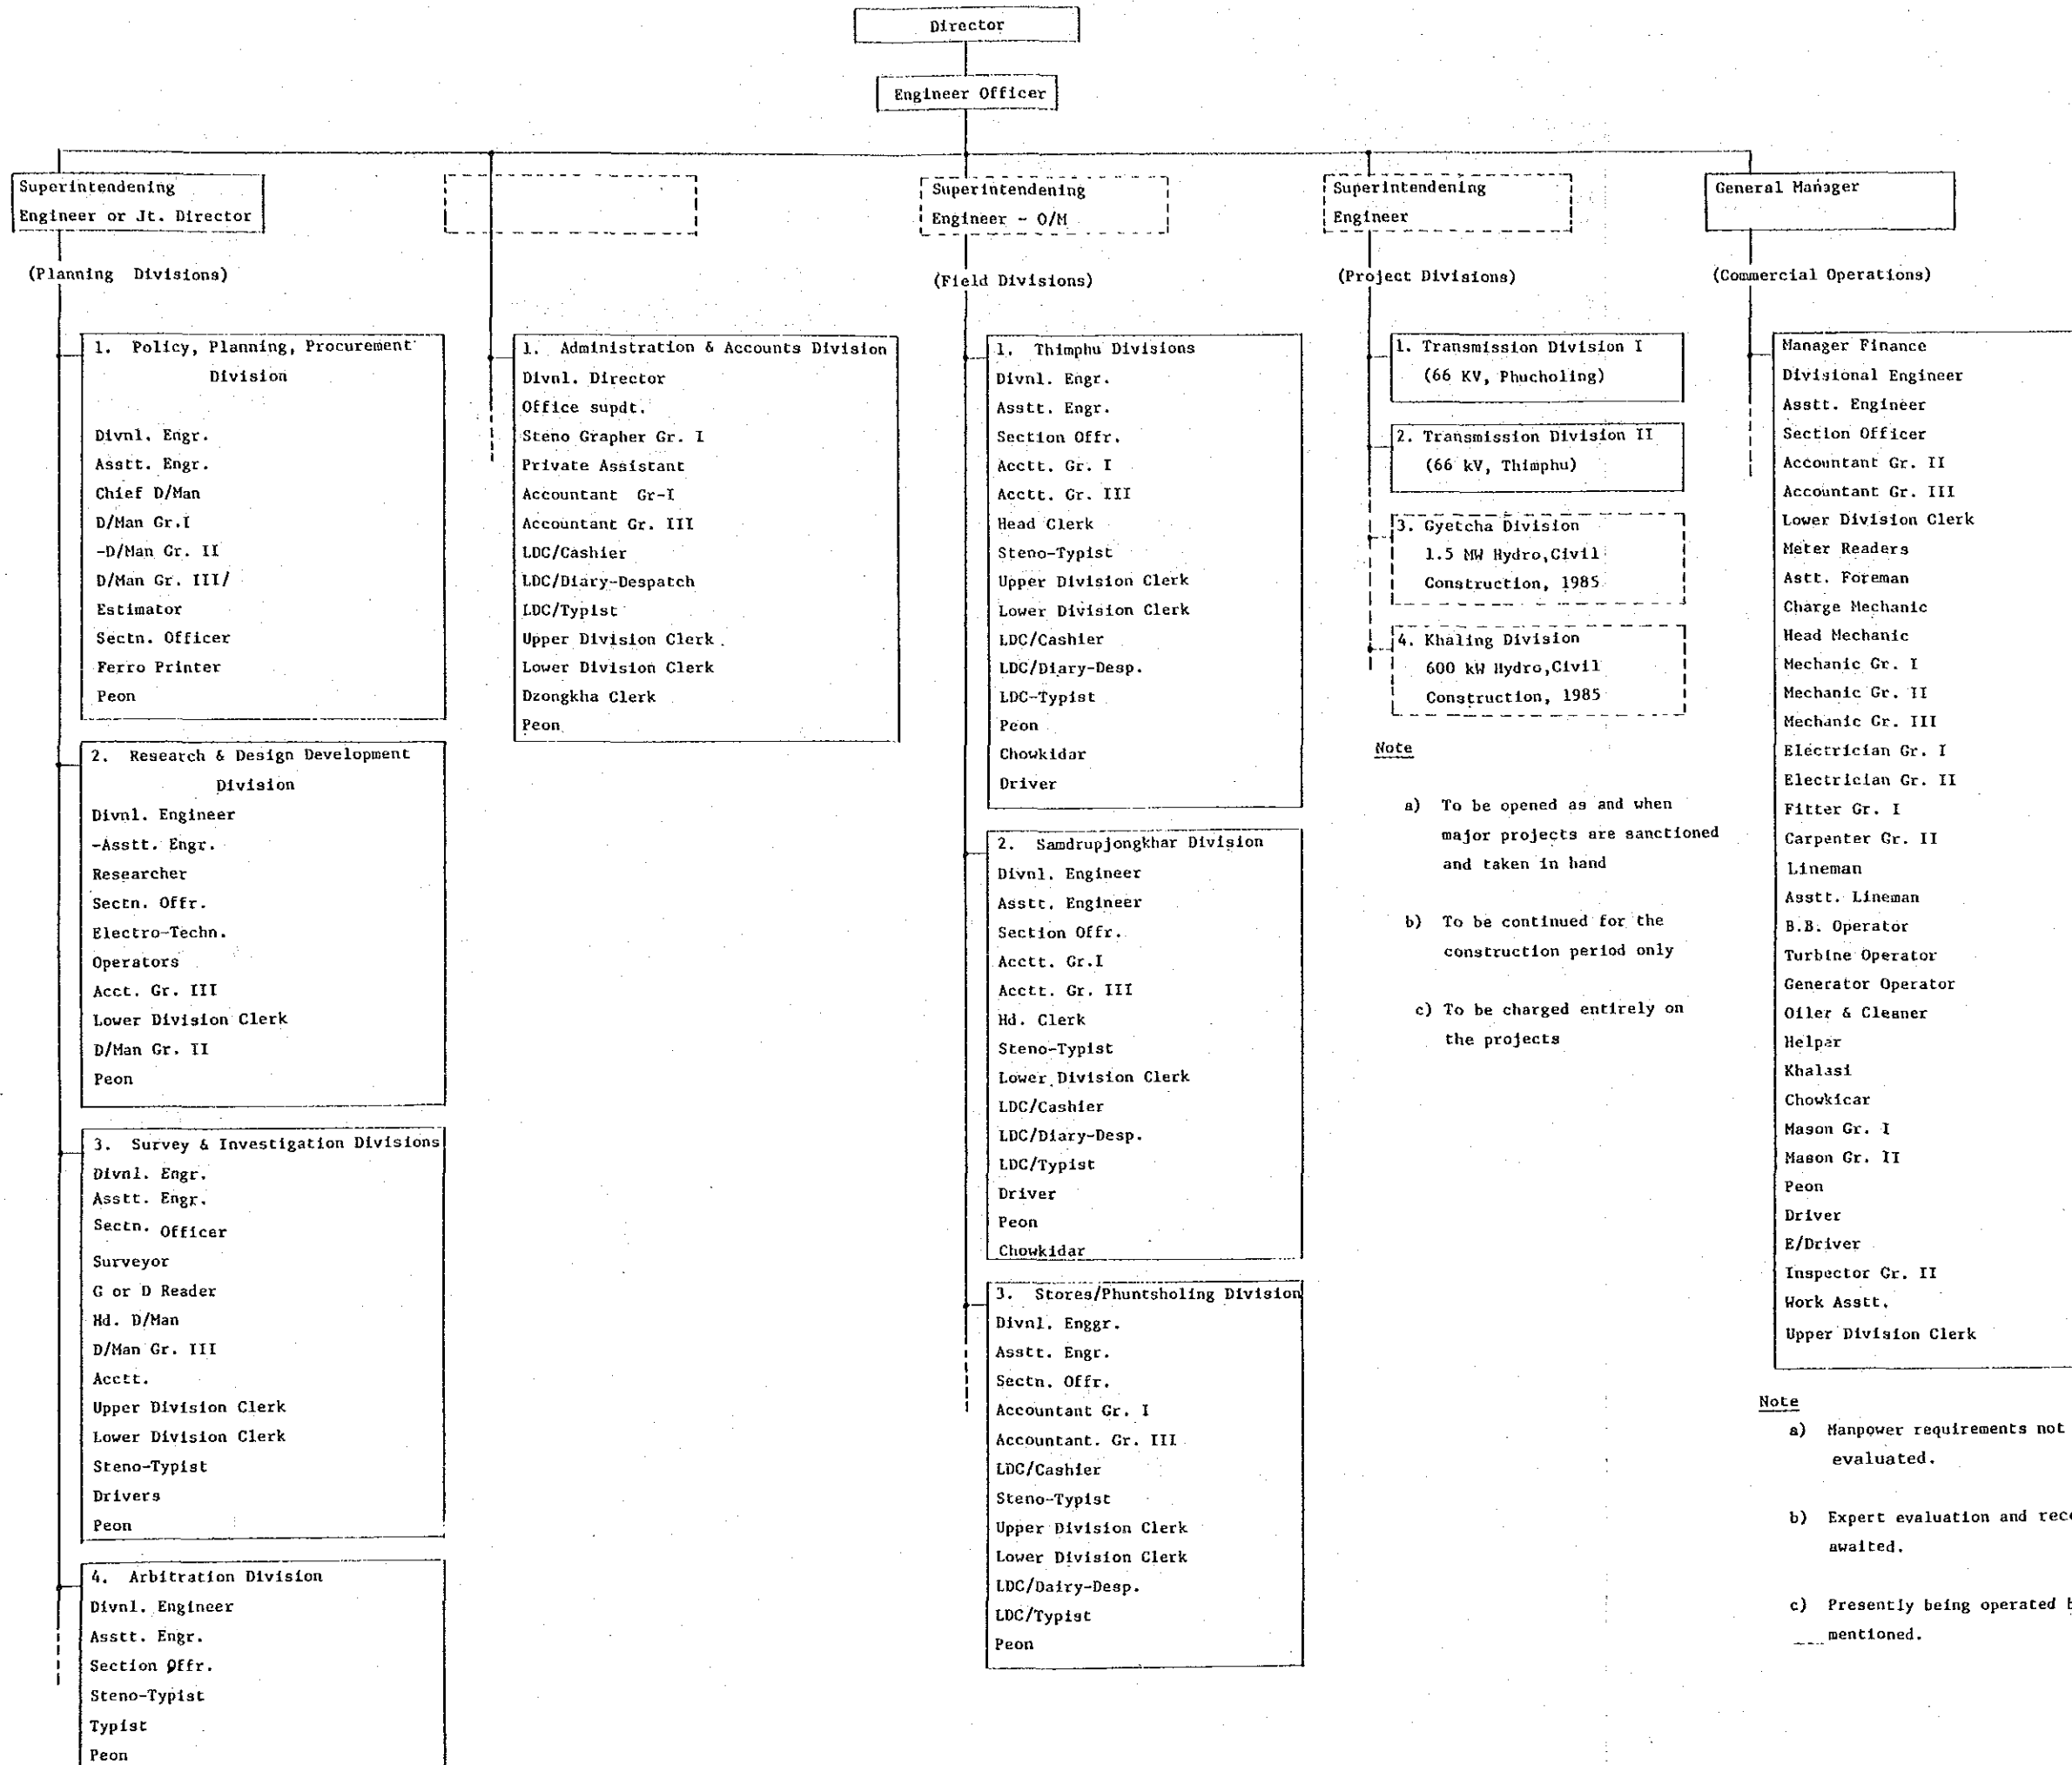 Director
Engineer Officer
Superintendening
Engineer or Jt. Director
(Planning Divisions)
1. Policy, Planning, Procurement
Division
Divnl. Engr.
Asstt. Engr.
Chief D/Man
D/Man Gr.I
-D/Man Gr. II
D/Man Gr. III/
Estimator
Sectn. Officer
Ferro Printer
Peon
2. Research & Design Development
Division
Divnl. Engineer
-Asstt. Engr.
Researcher
Sectn. Offr.
Electro-Techn.
Operators
Acct. Gr. III
Lower Division Clerk
D/Man Gr. II
Peon
3. Survey & Investigation Divisions
Divnl. Engr.
Asstt. Engr.
Sectn. Officer
Surveyor
G or D Reader
Hd. D/Man
D/Man Gr. III
Acctt.
Upper Division Clerk
Lower Division Clerk
Steno-Typist
Drivers
Peon
4. Arbitration Division
Divnl. Engineer
Asstt. Engr.
Section Offr.
Steno-Typist
Typist
Peon
1. Administration & Accounts Division
Divnl. Director
Office supdt.
Steno Grapher Gr. I
Private Assistant
Accountant Gr-I
Accountant Gr. III
LDC/Cashier
LDC/Diary-Despatch
LDC/Typist
Upper Division Clerk
Lower Division Clerk
Dzongkha Clerk
Peon
Superintendening
Engineer - O/M
(Field Divisions)
1. Thimphu Divisions
Divnl. Engr.
Asstt. Engr.
Section Offr.
Acctt. Gr. I
Acctt. Gr. III
Head Clerk
Steno-Typist
Upper Division Clerk
Lower Division Clerk
LDC/Cashier
LDC/Diary-Desp.
LDC-Typist
Peon
Chowkidar
Driver
2. Samdrupjongkhar Division
Divnl. Engineer
Asstt. Engineer
Section Offr.
Acctt. Gr.I
Acctt. Gr. III
Hd. Clerk
Steno-Typist
Lower Division Clerk
LDC/Cashier
LDC/Diary-Desp.
LDC/Typist
Driver
Peon
Chowkidar
3. Stores/Phuntsholing Division
Divnl. Enggr.
Asstt. Engr.
Sectn. Offr.
Accountant Gr. I
Accountant. Gr. III
LDC/Cashier
Steno-Typist
Upper Division Clerk
Lower Division Clerk
LDC/Dairy-Desp.
LDC/Typist
Peon
Superintendening
Engineer
(Project Divisions)
1. Transmission Division I
(66 KV, Phucholing)
2. Transmission Division II
(66 kV, Thimphu)
3. Gyetcha Division
1.5 MW Hydro,Civil
Construction, 1985
4. Khaling Division
600 kW Hydro,Civil
Construction, 1985
Note
a) To be opened as and when
major projects are sanctioned
and taken in hand
b) To be continued for the
construction period only
c) To be charged entirely on
the projects
General Manager
(Commercial Operations)
Manager Finance
Divisional Engineer
Asstt. Engineer
Section Officer
Accountant Gr. II
Accountant Gr. III
Lower Division Clerk
Meter Readers
Astt. Foreman
Charge Mechanic
Head Mechanic
Mechanic Gr. I
Mechanic Gr. II
Mechanic Gr. III
Electrician Gr. I
Electrician Gr. II
Fitter Gr. I
Carpenter Gr. II
Lineman
Asstt. Lineman
B.B. Operator
Turbine Operator
Generator Operator
Oiler & Cleaner
Helper
Khalasi
Chowkicar
Mason Gr. I
Mason Gr. II
Peon
Driver
E/Driver
Inspector Gr. II
Work Asstt.
Upper Division Clerk
Note
a) Manpower requirements not
evaluated.
b) Expert evaluation and
awaited.
c) Presently being operated
mentioned.